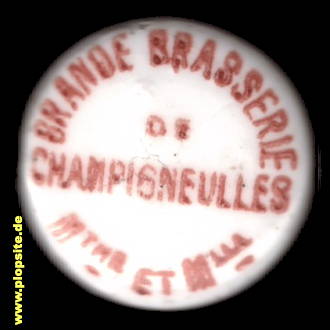 GRANDE BRASSERIE
DE
CHAMPIGNEULLES
MTHE ET MLLE
www.plopsite.de